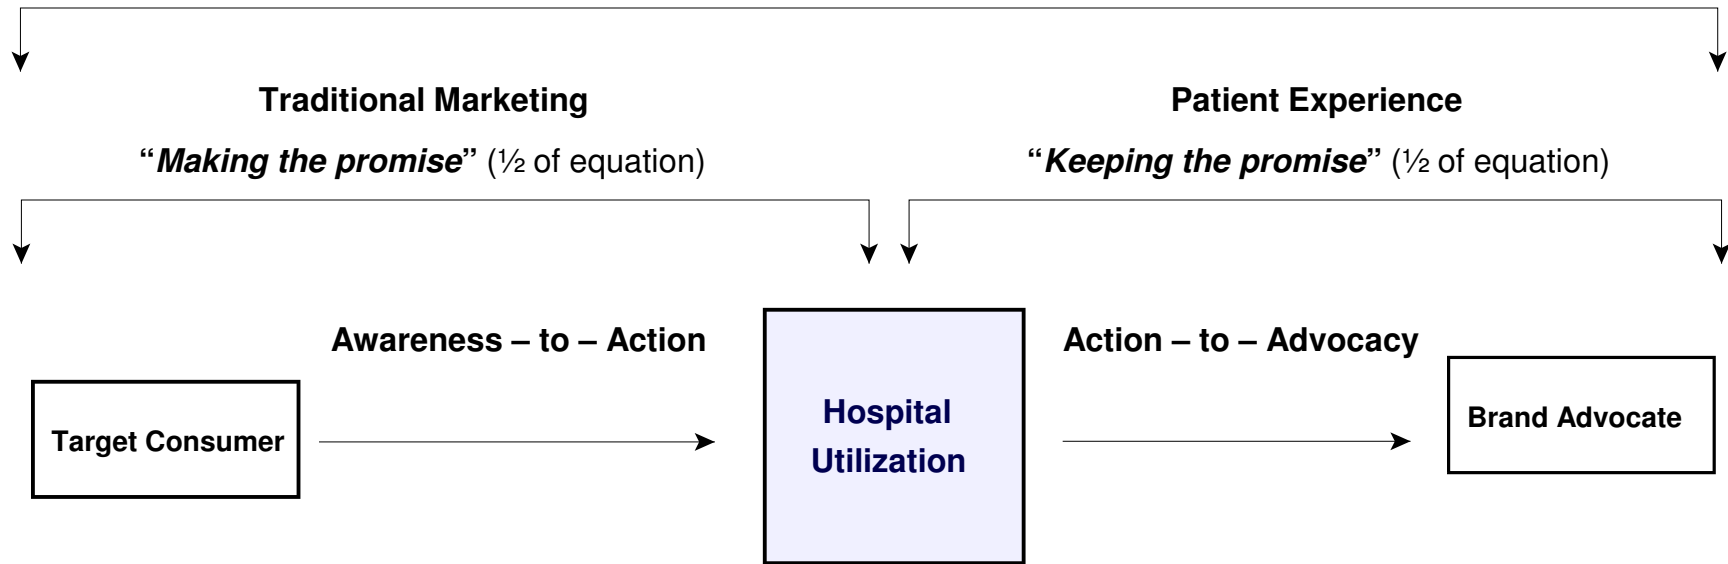 Traditional Marketing
“Making the promise” (½ of equation)
Patient Experience
“Keeping the promise” (½ of equation)
Awareness – to – Action
Action – to – Advocacy
Target Consumer
Hospital
Utilization
Brand Advocate